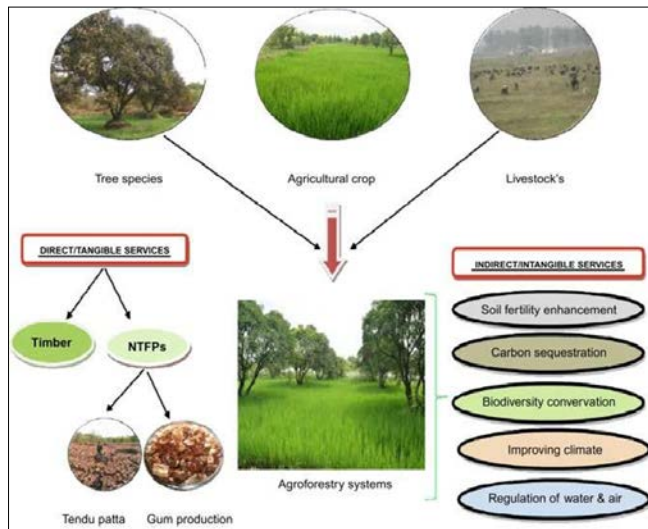 Tree species
Agricultural crop
Livestock's
DIRECT/TANGIBLE SERVICES
Timber
NTFPs
Tendu patta
Gum production
Agroforestry systems
INDIRECT/INTANGIBLE SERVICES
Soil fertility enhancement
Carbon sequestration
Biodiversity convervation
Improving climate
Regulation of water & air